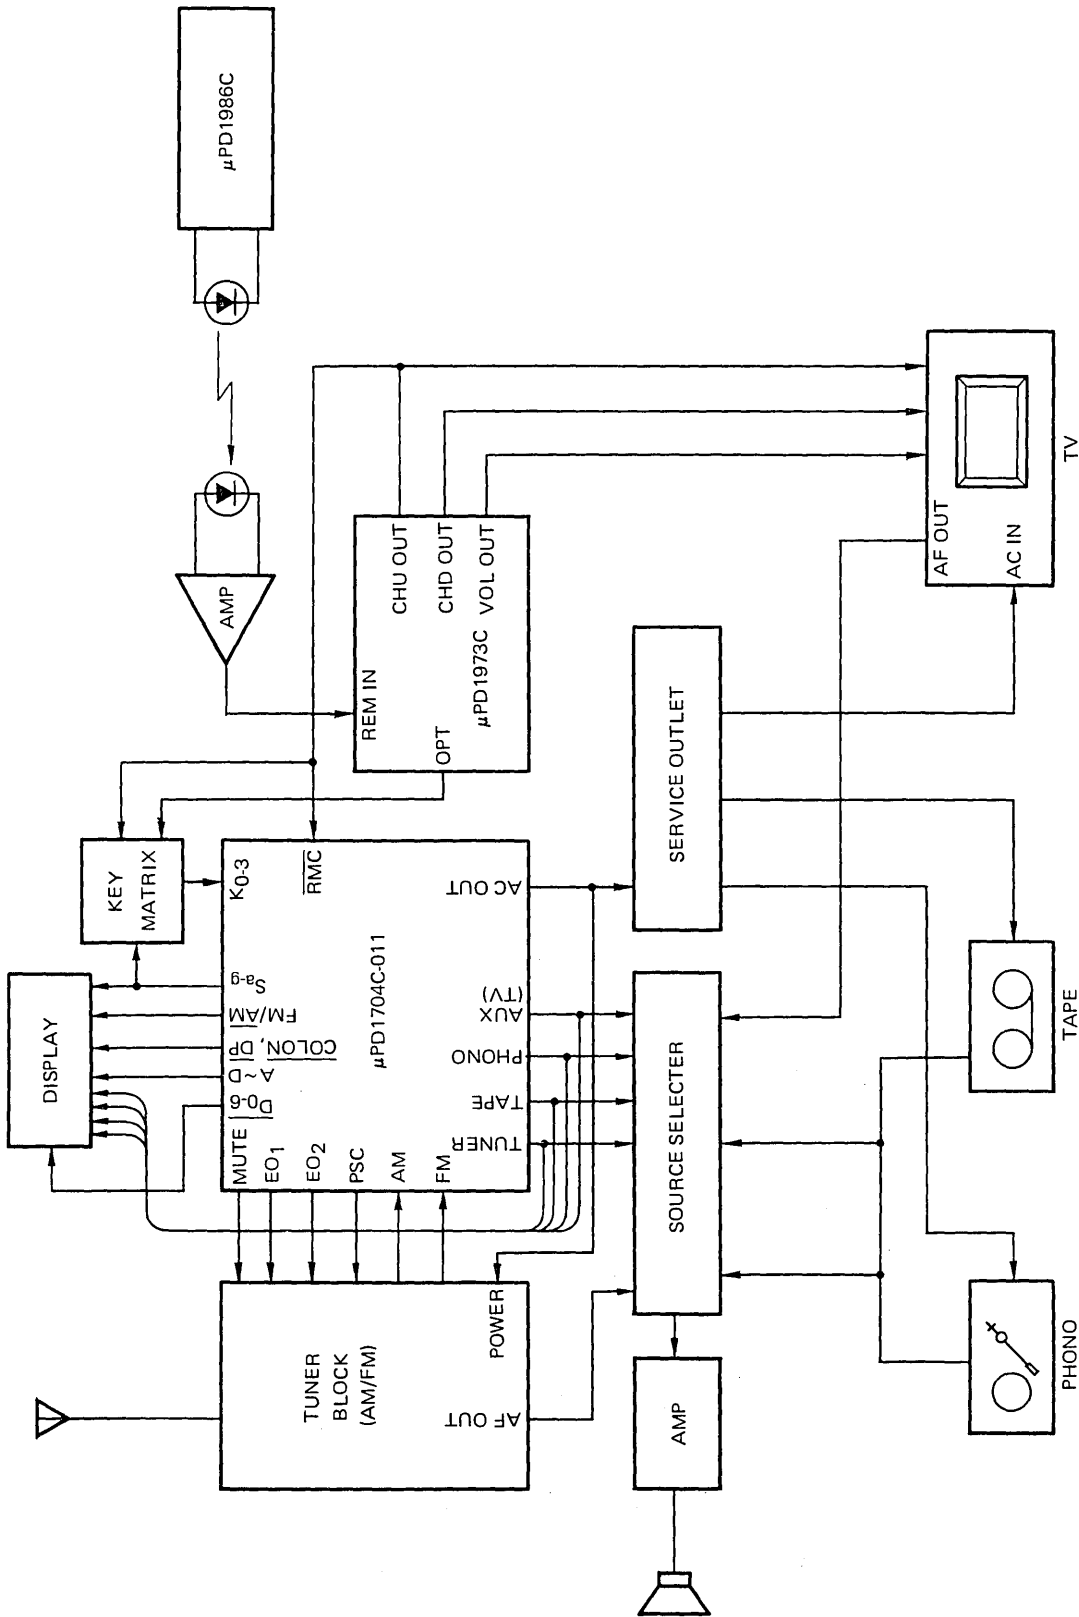 μPD1986C
AMP
REM IN
CHU OUT
CHD OUT
VOL OUT
μPD1973C
OPT
KEY
MATRIX
DISPLAY
K0-3
RMC
Sa-g
FM/AM
COLON, DP
A~D
D0-6
μPD1704C-011
MUTE
EO1
EO2
PSC
AM
FM
AC OUT
AUX
(TV)
PHONO
TAPE
TUNER
TUNER
BLOCK
(AM/FM)
POWER
AF OUT
SERVICE OUTLET
SOURCE SELECTER
AMP
AF OUT
AC IN
TV
TAPE
PHONO